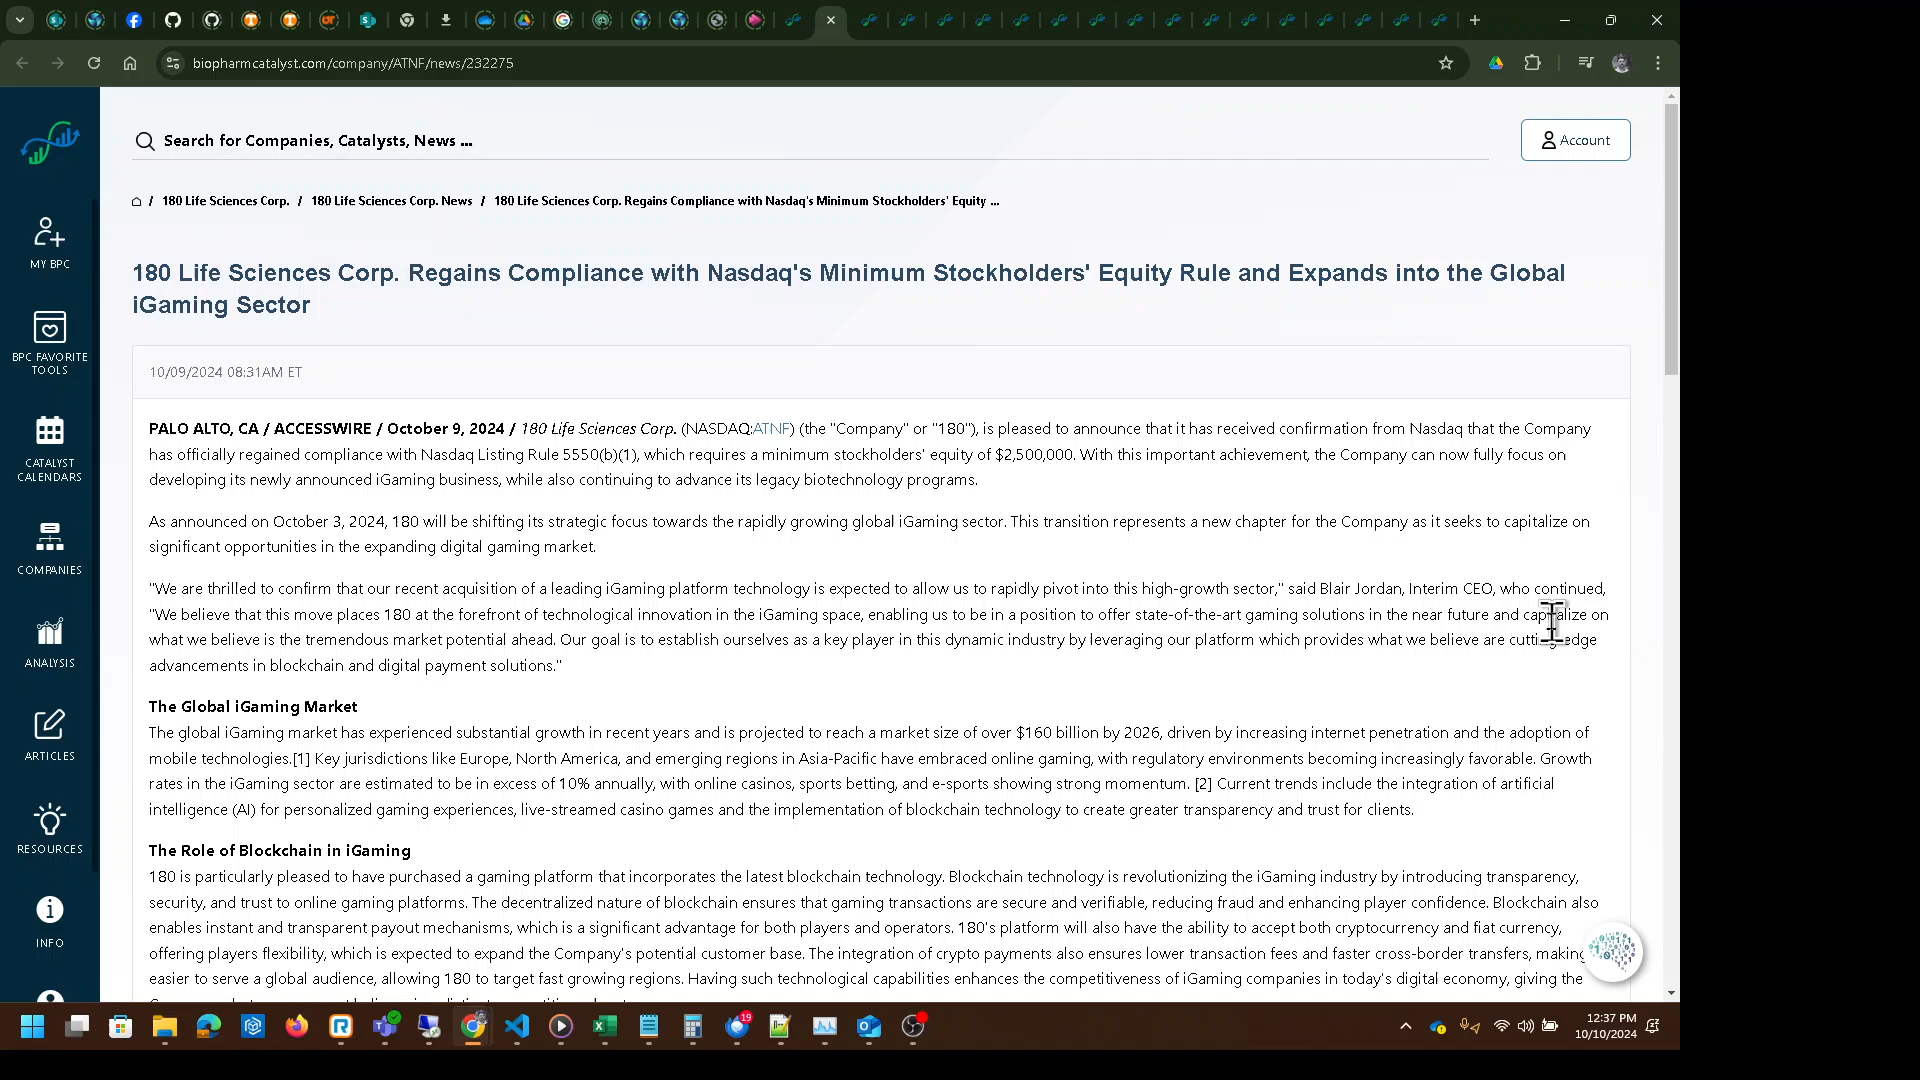 biopharmcatalyst.com/company/ATNF/news/232275
Search for Companies, Catalysts, News ...
Account
/ 180 Life Sciences Corp. / 180 Life Sciences Corp. News / 180 Life Sciences Corp. Regains Compliance with Nasdaq's Minimum Stockholders' Equity ...
MY BPC
BPC FAVORITE
TOOLS
CATALYST
CALENDARS
COMPANIES
ANALYSIS
ARTICLES
RESOURCES
INFO
180 Life Sciences Corp. Regains Compliance with Nasdaq's Minimum Stockholders' Equity Rule and Expands into the Global
iGaming Sector
10/09/2024 08:31AM ET
PALO ALTO, CA / ACCESSWIRE / October 9, 2024 / 180 Life Sciences Corp. (NASDAQ:ATNF) (the "Company" or "180"), is pleased to announce that it has received confirmation from Nasdaq that the Company
has officially regained compliance with Nasdaq Listing Rule 5550(b)(1), which requires a minimum stockholders' equity of $2,500,000. With this important achievement, the Company can now fully focus on
developing its newly announced iGaming business, while also continuing to advance its legacy biotechnology programs.
As announced on October 3, 2024, 180 will be shifting its strategic focus towards the rapidly growing global iGaming sector. This transition represents a new chapter for the Company as it seeks to capitalize on
significant opportunities in the expanding digital gaming market.
"We are thrilled to confirm that our recent acquisition of a leading iGaming platform technology is expected to allow us to rapidly pivot into this high-growth sector," said Blair Jordan, Interim CEO, who continued,
"We believe that this move places 180 at the forefront of technological innovation in the iGaming space, enabling us to be in a position to offer state-of-the-art gaming solutions in the near future and capitalize on
what we believe is the tremendous market potential ahead. Our goal is to establish ourselves as a key player in this dynamic industry by leveraging our platform which provides what we believe are cutting edge
advancements in blockchain and digital payment solutions."
The Global iGaming Market
The global iGaming market has experienced substantial growth in recent years and is projected to reach a market size of over $160 billion by 2026, driven by increasing internet penetration and the adoption of
mobile technologies.[1] Key jurisdictions like Europe, North America, and emerging regions in Asia-Pacific have embraced online gaming, with regulatory environments becoming increasingly favorable. Growth
rates in the iGaming sector are estimated to be in excess of 10% annually, with online casinos, sports betting, and e-sports showing strong momentum. [2] Current trends include the integration of artificial
intelligence (AI) for personalized gaming experiences, live-streamed casino games and the implementation of blockchain technology to create greater transparency and trust for clients.
The Role of Blockchain in iGaming
180 is particularly pleased to have purchased a gaming platform that incorporates the latest blockchain technology. Blockchain technology is revolutionizing the iGaming industry by introducing transparency,
security, and trust to online gaming platforms. The decentralized nature of blockchain ensures that gaming transactions are secure and verifiable, reducing fraud and enhancing player confidence. Blockchain also
enables instant and transparent payout mechanisms, which is a significant advantage for both players and operators. 180's platform will also have the ability to accept both cryptocurrency and fiat currency,
offering players flexibility, which is expected to expand the Company's potential customer base. The integration of crypto payments also ensures lower transaction fees and faster cross-border transfers, making
easier to serve a global audience, allowing 180 to target fast growing regions. Having such technological capabilities enhances the competitiveness of iGaming companies in today's digital economy, giving the
19
12:37 PM
10/10/2024